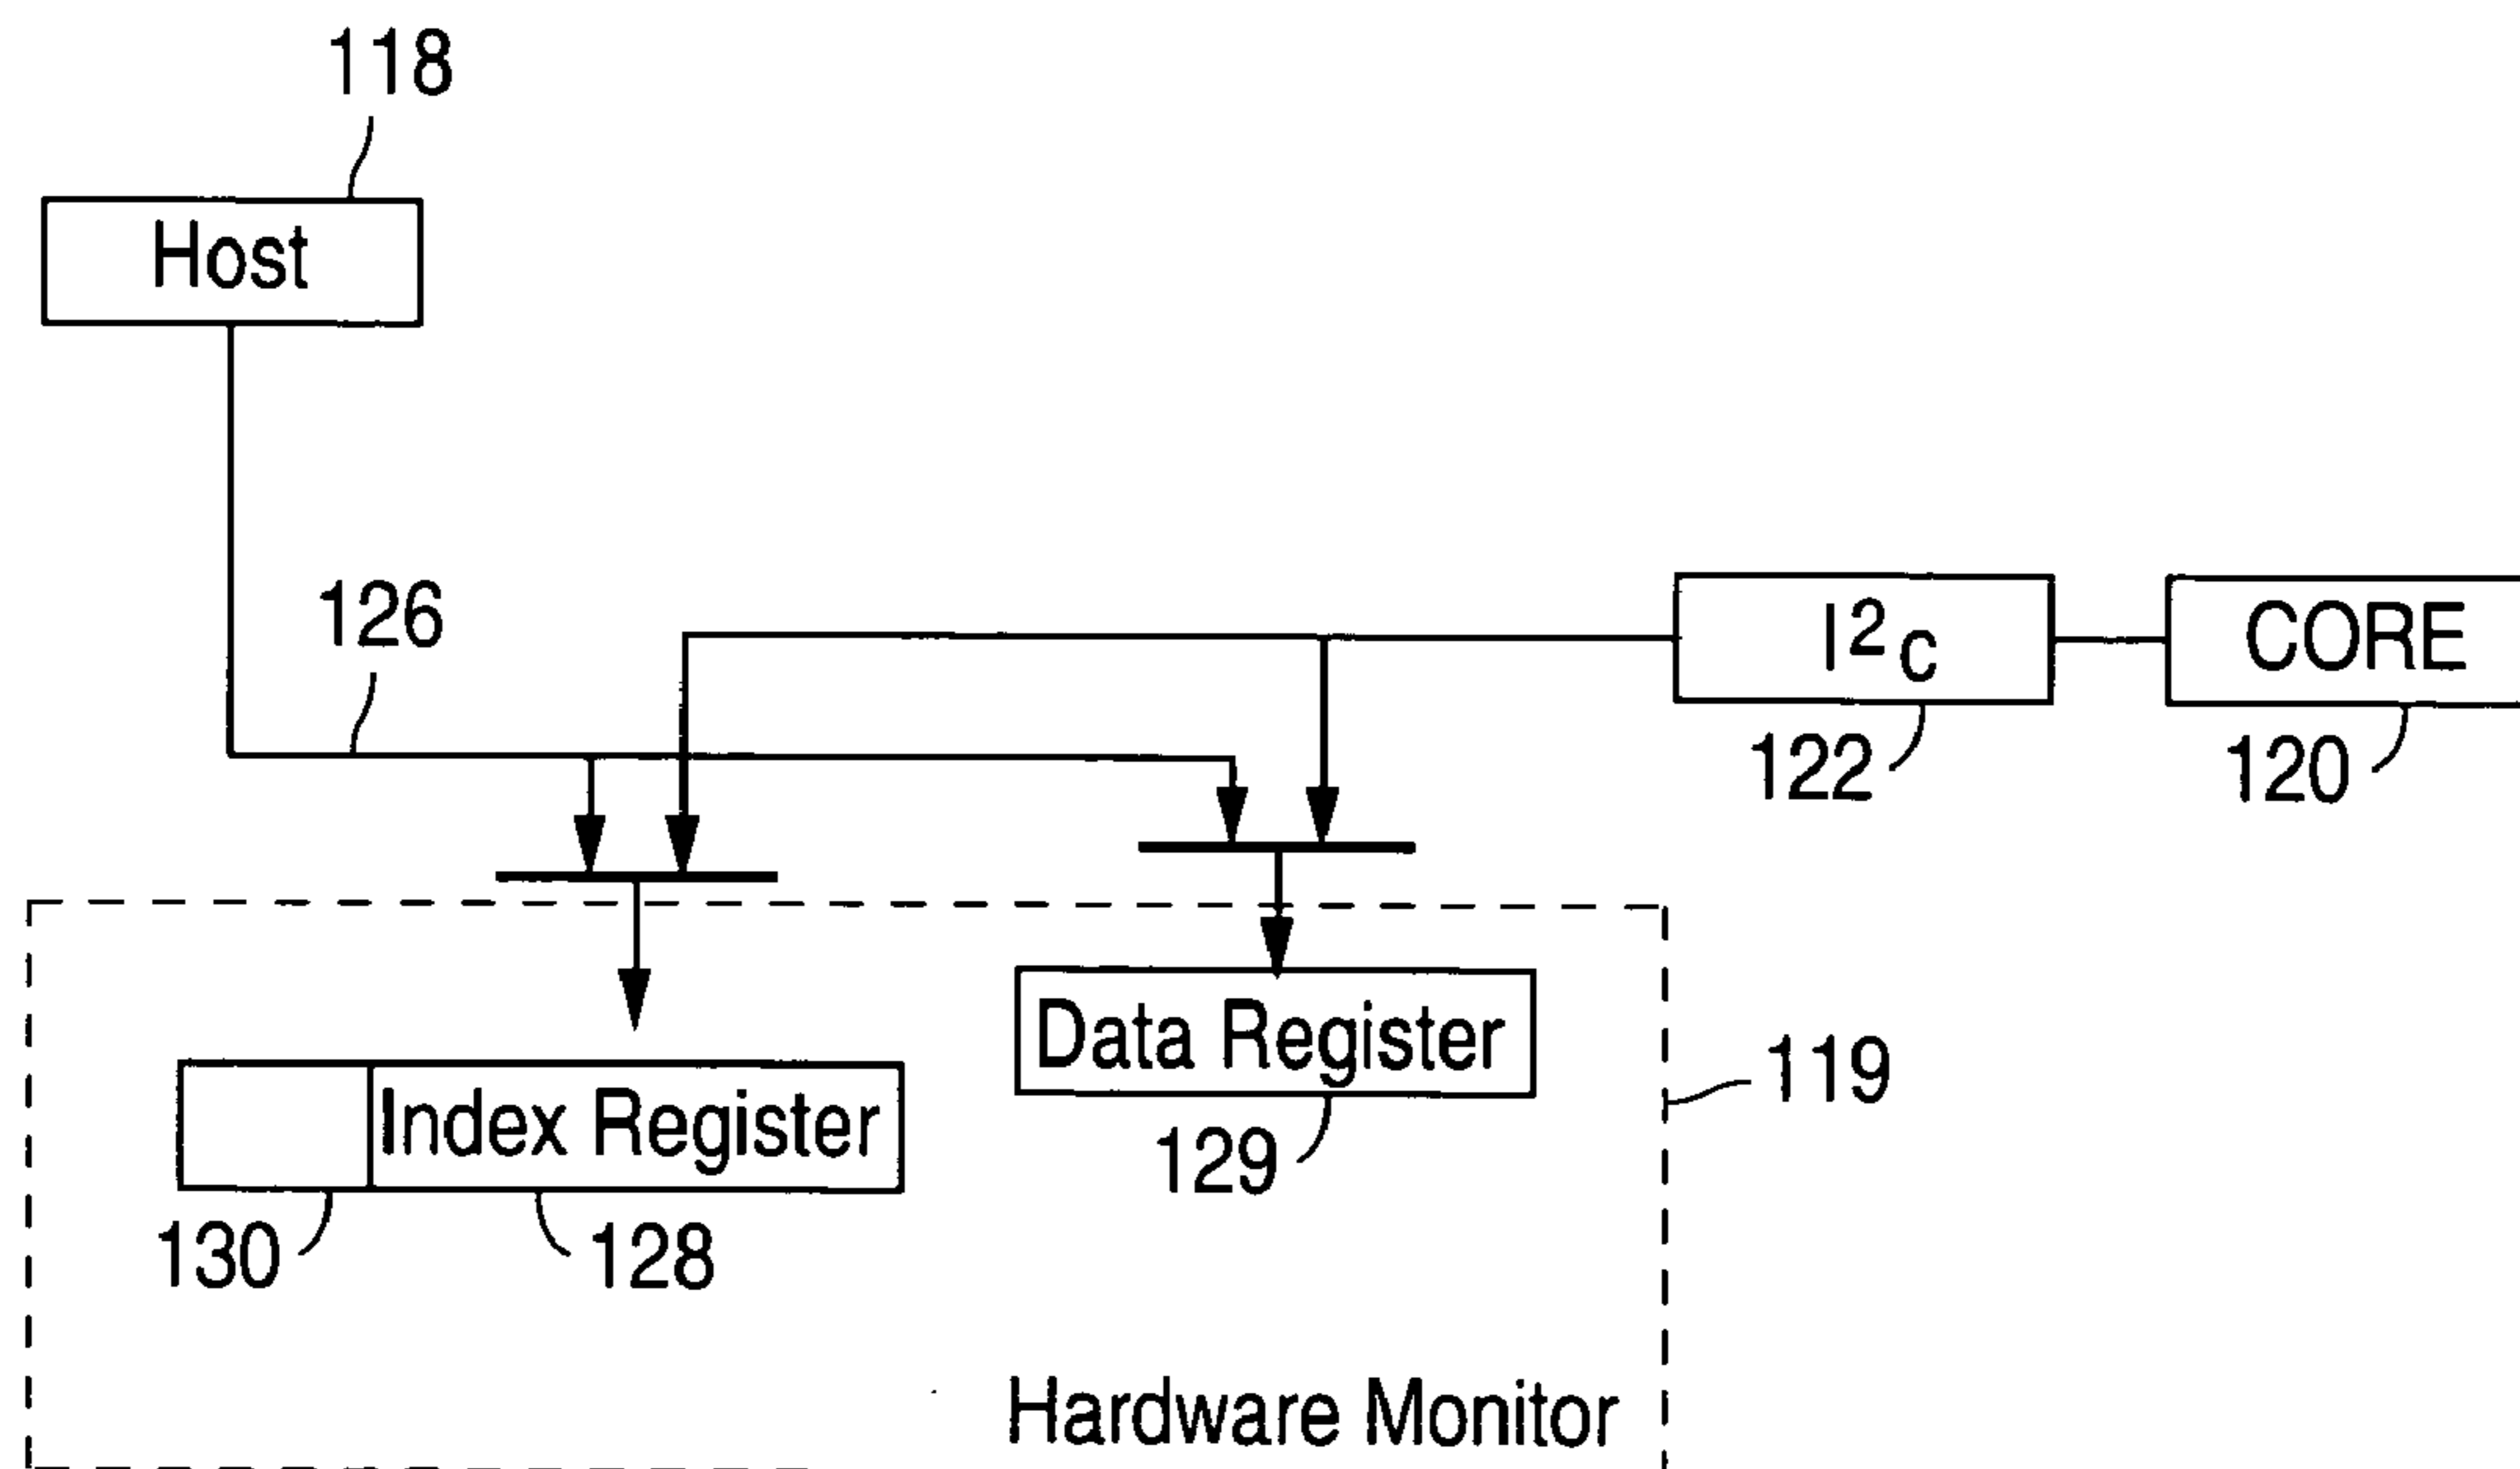 118
Host
126
I²c
CORE
122
120
Data Register
119
Index Register
129
130
128
Hardware Monitor